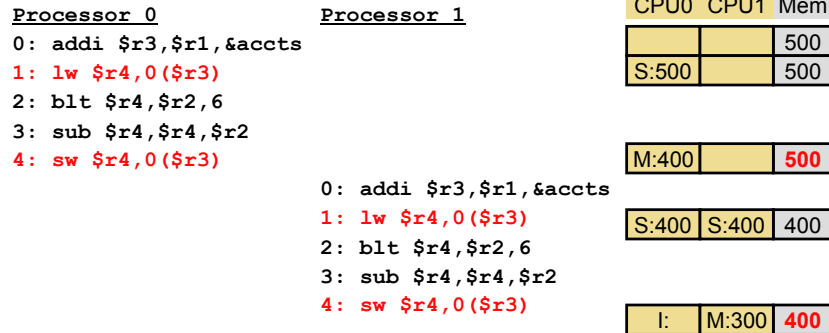 CPU0 CPU1 Mem
Processor 0 Processor 1
0: addi $r3,$r1,&accts 500
1: lw $r4,0($r3) S:500 500
2: blt $r4,$r2,6
3: sub $r4,$r4,$r2
4: sw $r4,0($r3) M:400 500
0: addi $r3,$r1,&accts
1: lw $r4,0($r3) S:400 S:400 400
2: blt $r4,$r2,6
3: sub $r4,$r4,$r2
4: sw $r4,0($r3)
I: M:300 400